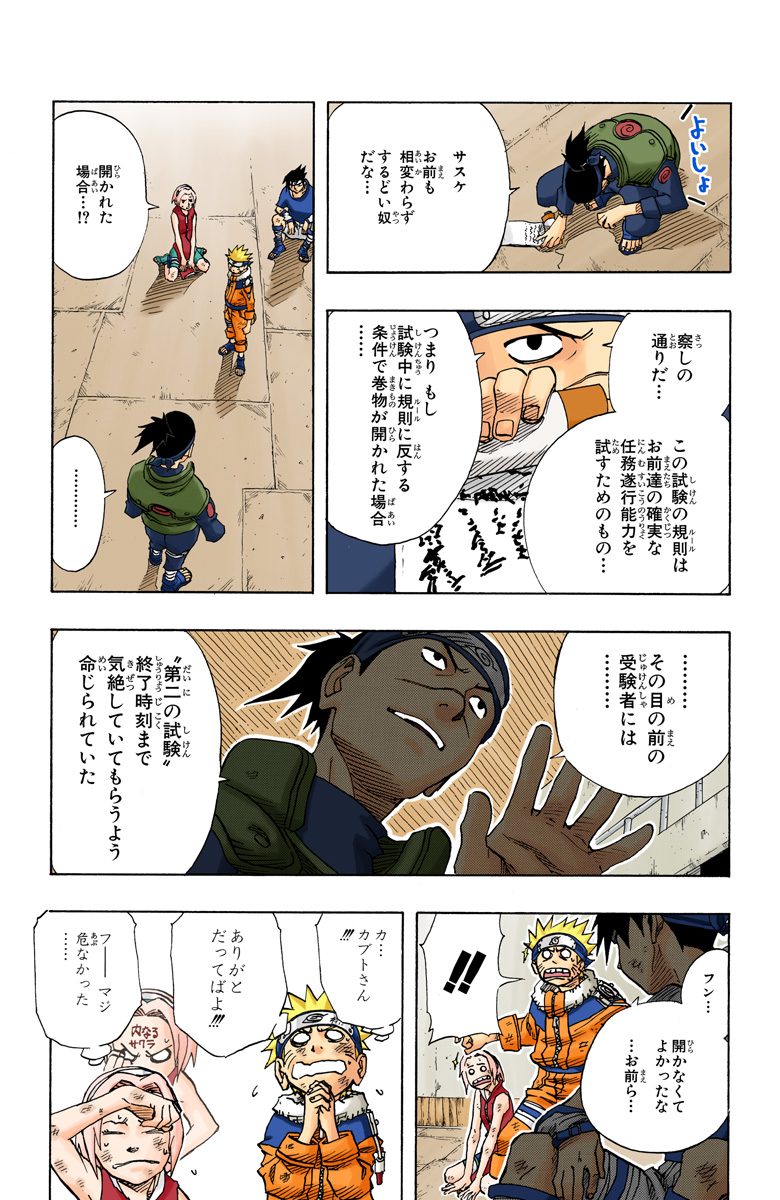 よいしょ
サスケ
お前も
相変わらず
するどい奴
だな…
察しの
通りだ…
この試験の規則は
お前達の確実な
任務遂行能力を
試すためのもの…
つまり もし
試験中に規則に反する
条件で巻物が開かれた場合
………
開かれた
場合…!?
…………
………
………
その目の前の
受験者には
〝第二の試験〟
終了時刻まで
気絶していてもらうよう
命じられていた
フン…
開かなくて
よかったな
…お前ら…
!!
カ…
カブトさん
!!!
ありがと
だってばよ!!!
フ── マジ
危なかった
……
内なる
サクラ